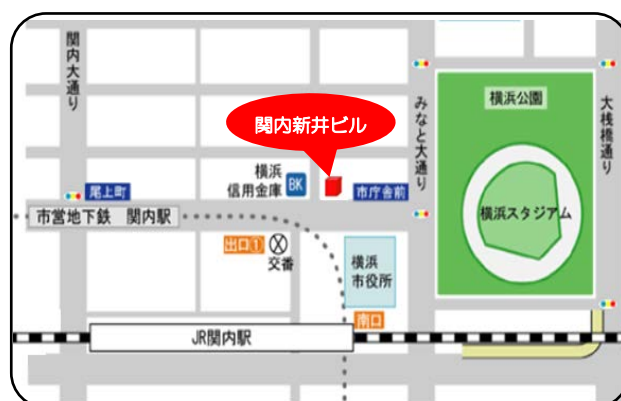 関内大通り
横浜公園
関内新井ビル
みなと大通り
大桟橋通り
横浜
信用金庫
BK
尾上町
市庁舎前
市営地下鉄 関内駅
横浜スタジアム
出口①
交番
横浜
市役所
南口
JR関内駅